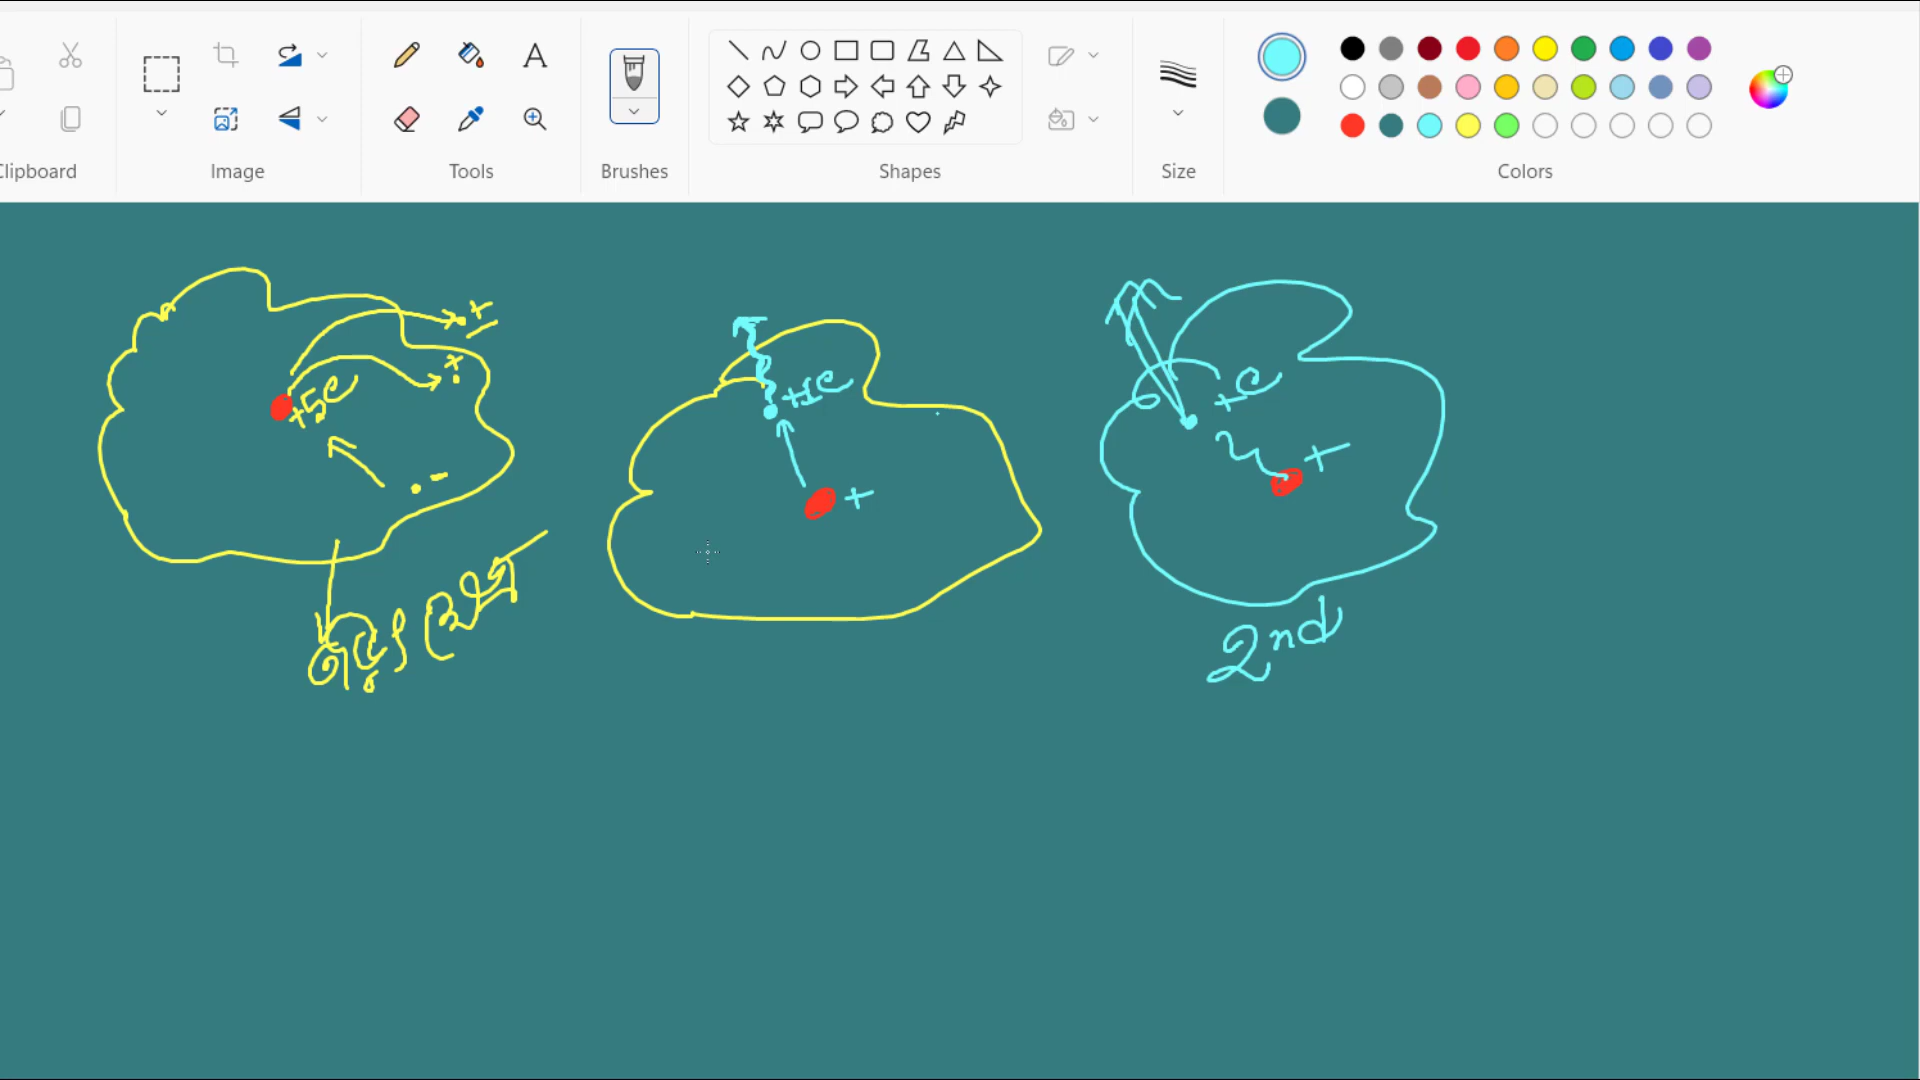 Clipboard
Image
Tools
Brushes
Shapes
Size
Colors
A
+
+5e
-
+1e
+
+e
+
2nd